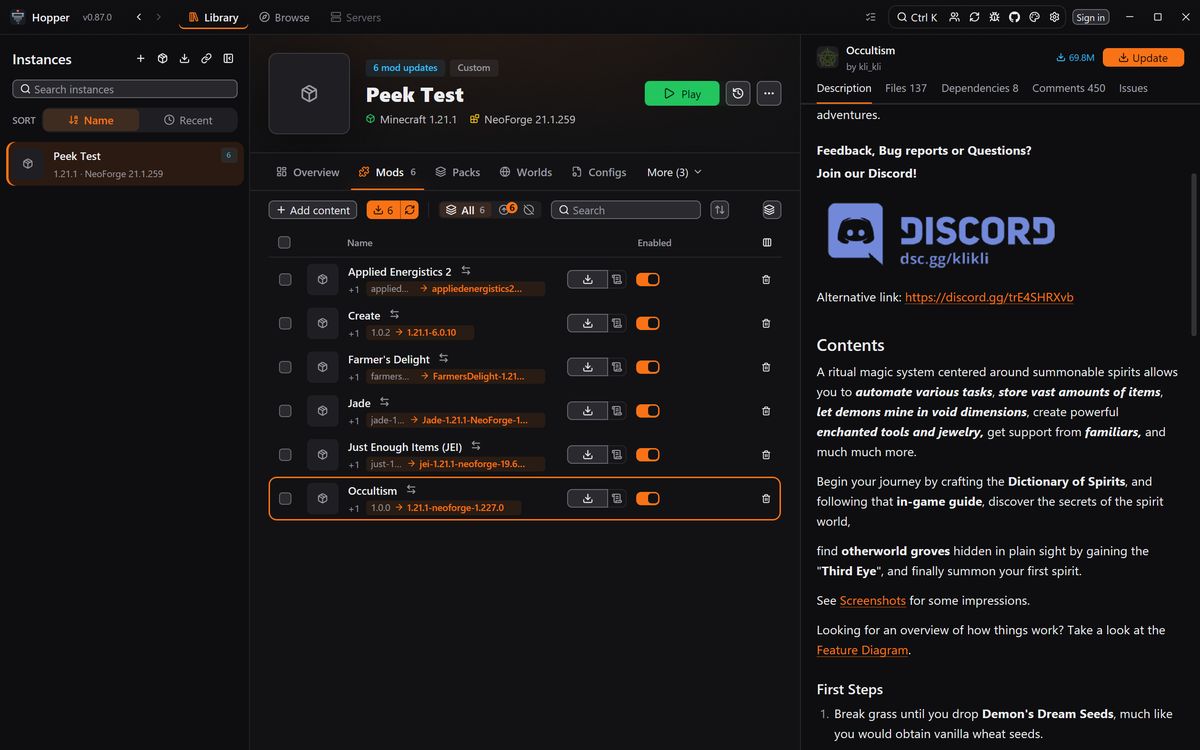 Hopper v0.87.0 Library Browse Servers Ctrl K Sign in
Instances
Search instances
SORT Name Recent
Peek Test 6
1.21.1 · NeoForge 21.1.259
6 mod updates Custom
Peek Test
Minecraft 1.21.1 NeoForge 21.1.259
Play
Overview Mods 6 Packs Worlds Configs More (3)
+ Add content 6 All 6 6 Search
Name Enabled
Applied Energistics 2
+1 applied... → appliedenergistics2...
Create
+1 1.0.2 → 1.21.1-6.0.10
Farmer's Delight
+1 farmers... → FarmersDelight-1.21...
Jade
+1 jade-1... → Jade-1.21.1-NeoForge-1...
Just Enough Items (JEI)
+1 just-1... → jei-1.21.1-neoforge-19.6...
Occultism
+1 1.0.0 → 1.21.1-neoforge-1.227.0
Occultism
by kli_kli
69.8M Update
Description Files 137 Dependencies 8 Comments 450 Issues
adventures.
Feedback, Bug reports or Questions?
Join our Discord!
DISCORD
dsc.gg/klikli
Alternative link: https://discord.gg/trE4SHRXvb
Contents
A ritual magic system centered around summonable spirits allows
you to automate various tasks, store vast amounts of items,
let demons mine in void dimensions, create powerful
enchanted tools and jewelry, get support from familiars, and
much much more.
Begin your journey by crafting the Dictionary of Spirits, and
following that in-game guide, discover the secrets of the spirit
world,
find otherworld groves hidden in plain sight by gaining the
"Third Eye", and finally summon your first spirit.
See Screenshots for some impressions.
Looking for an overview of how things work? Take a look at the
Feature Diagram.
First Steps
1. Break grass until you drop Demon's Dream Seeds, much like
you would obtain vanilla wheat seeds.